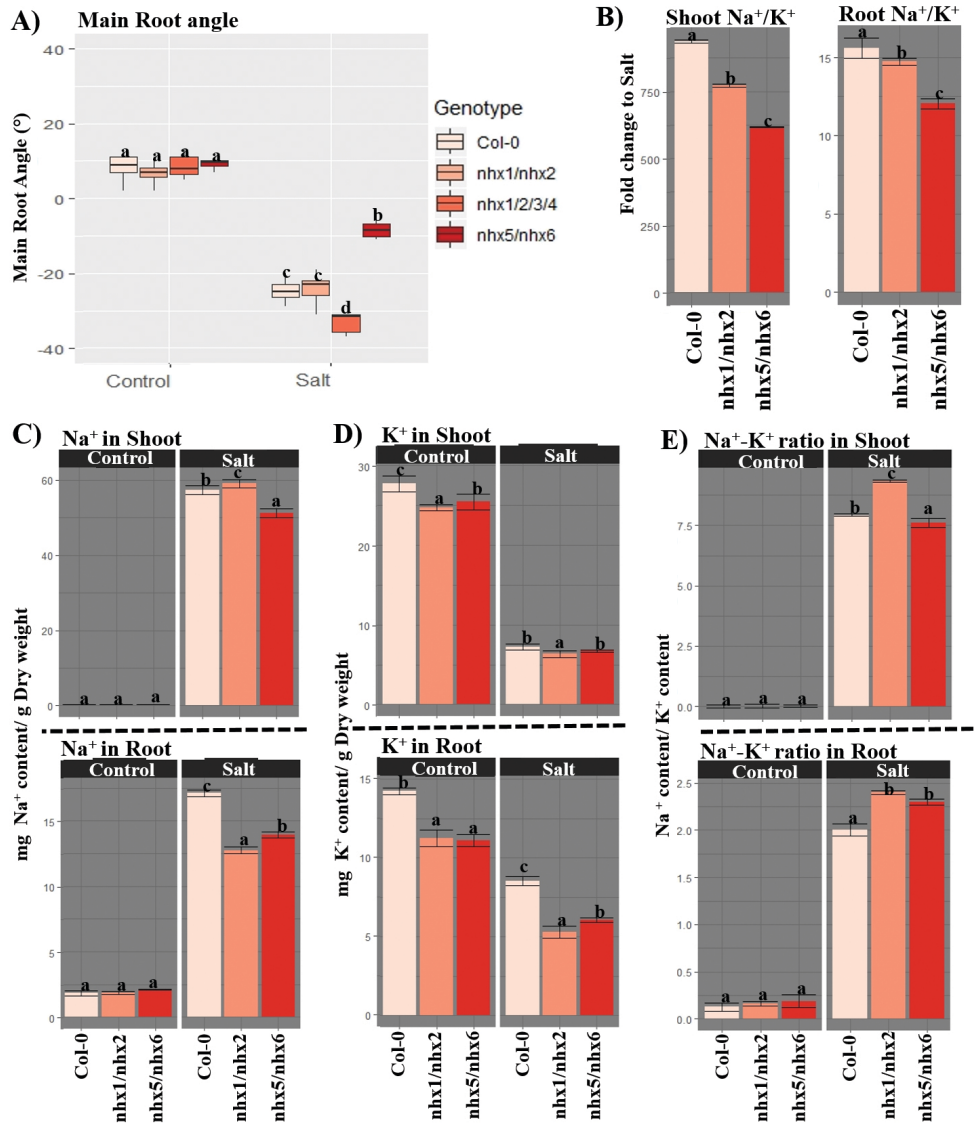 A) Main Root angle
Main Root Angle (°)
40
20
0
-20
-40
a a a a
c c d b
Control Salt
Genotype
Col-0
nhx1/nhx2
nhx1/2/3/4
nhx5/nhx6
B) Shoot Na⁺/K⁺ Root Na⁺/K⁺
Fold change to Salt
750
500
250
0
a b c
Col-0 nhx1/nhx2 nhx5/nhx6
15
10
5
0
a b c
Col-0 nhx1/nhx2 nhx5/nhx6
C) Na⁺ in Shoot
Control Salt
mg Na⁺ content/ g Dry weight
60
40
20
0
a a a b c a
Na⁺ in Root
Control Salt
15
10
5
0
a a a c a b
Col-0 nhx1/nhx2 nhx5/nhx6 Col-0 nhx1/nhx2 nhx5/nhx6
D) K⁺ in Shoot
Control Salt
mg K⁺ content/ g Dry weight
30
20
10
0
c a b b a b
K⁺ in Root
Control Salt
15
10
5
0
b a a c a b
Col-0 nhx1/nhx2 nhx5/nhx6 Col-0 nhx1/nhx2 nhx5/nhx6
E) Na⁺-K⁺ ratio in Shoot
Control Salt
Na⁺ content/ K⁺ content
7.5
5.0
2.5
0.0
a a a b c a
Na⁺-K⁺ ratio in Root
Control Salt
2.5
2.0
1.5
1.0
0.5
0.0
a a a a b b
Col-0 nhx1/nhx2 nhx5/nhx6 Col-0 nhx1/nhx2 nhx5/nhx6